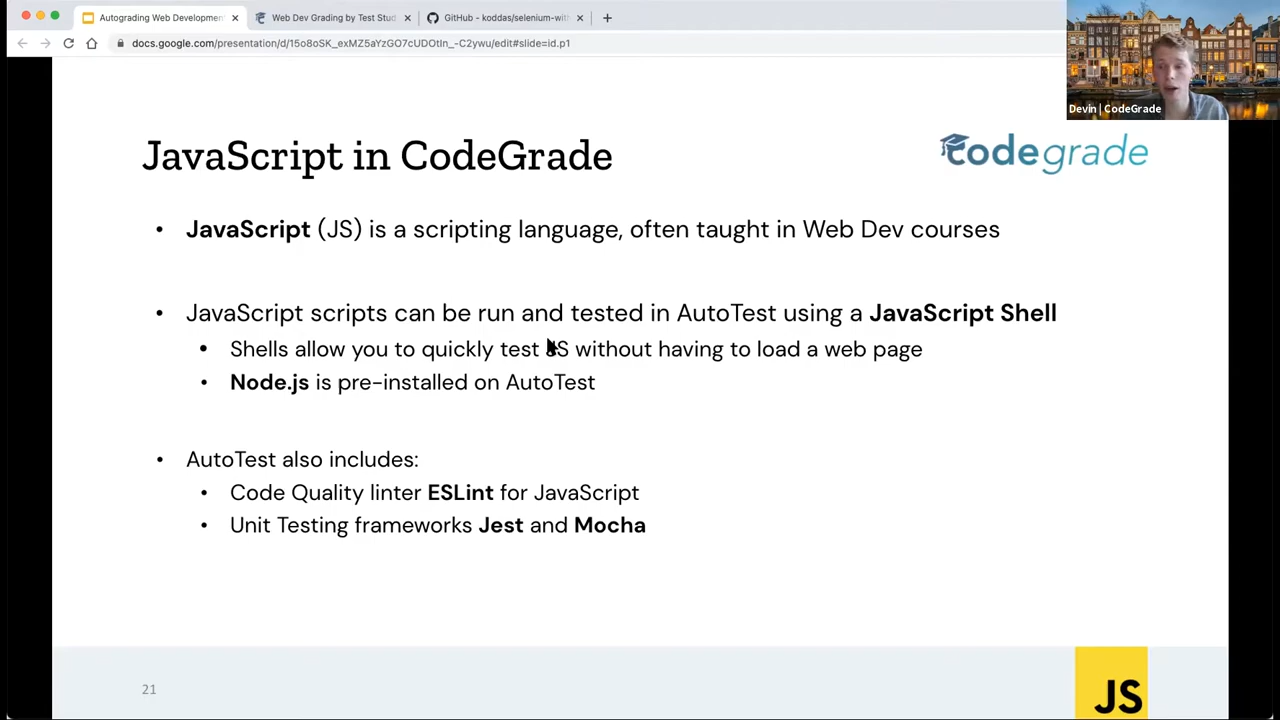 Autograding Web Developmen
Web Dev Grading by Test Stud
GitHub - koddas/selenium-with
docs.google.com/presentation/d/15o8oSK_exMZ5aYzGO7cUDOtIn_-C2ywu/edit#slide=id.p1
Devin | CodeGrade
JavaScript in CodeGrade
codegrade
• JavaScript (JS) is a scripting language, often taught in Web Dev courses
• JavaScript scripts can be run and tested in AutoTest using a JavaScript Shell
• Shells allow you to quickly test JS without having to load a web page
• Node.js is pre-installed on AutoTest
• AutoTest also includes:
• Code Quality linter ESLint for JavaScript
• Unit Testing frameworks Jest and Mocha
21
JS